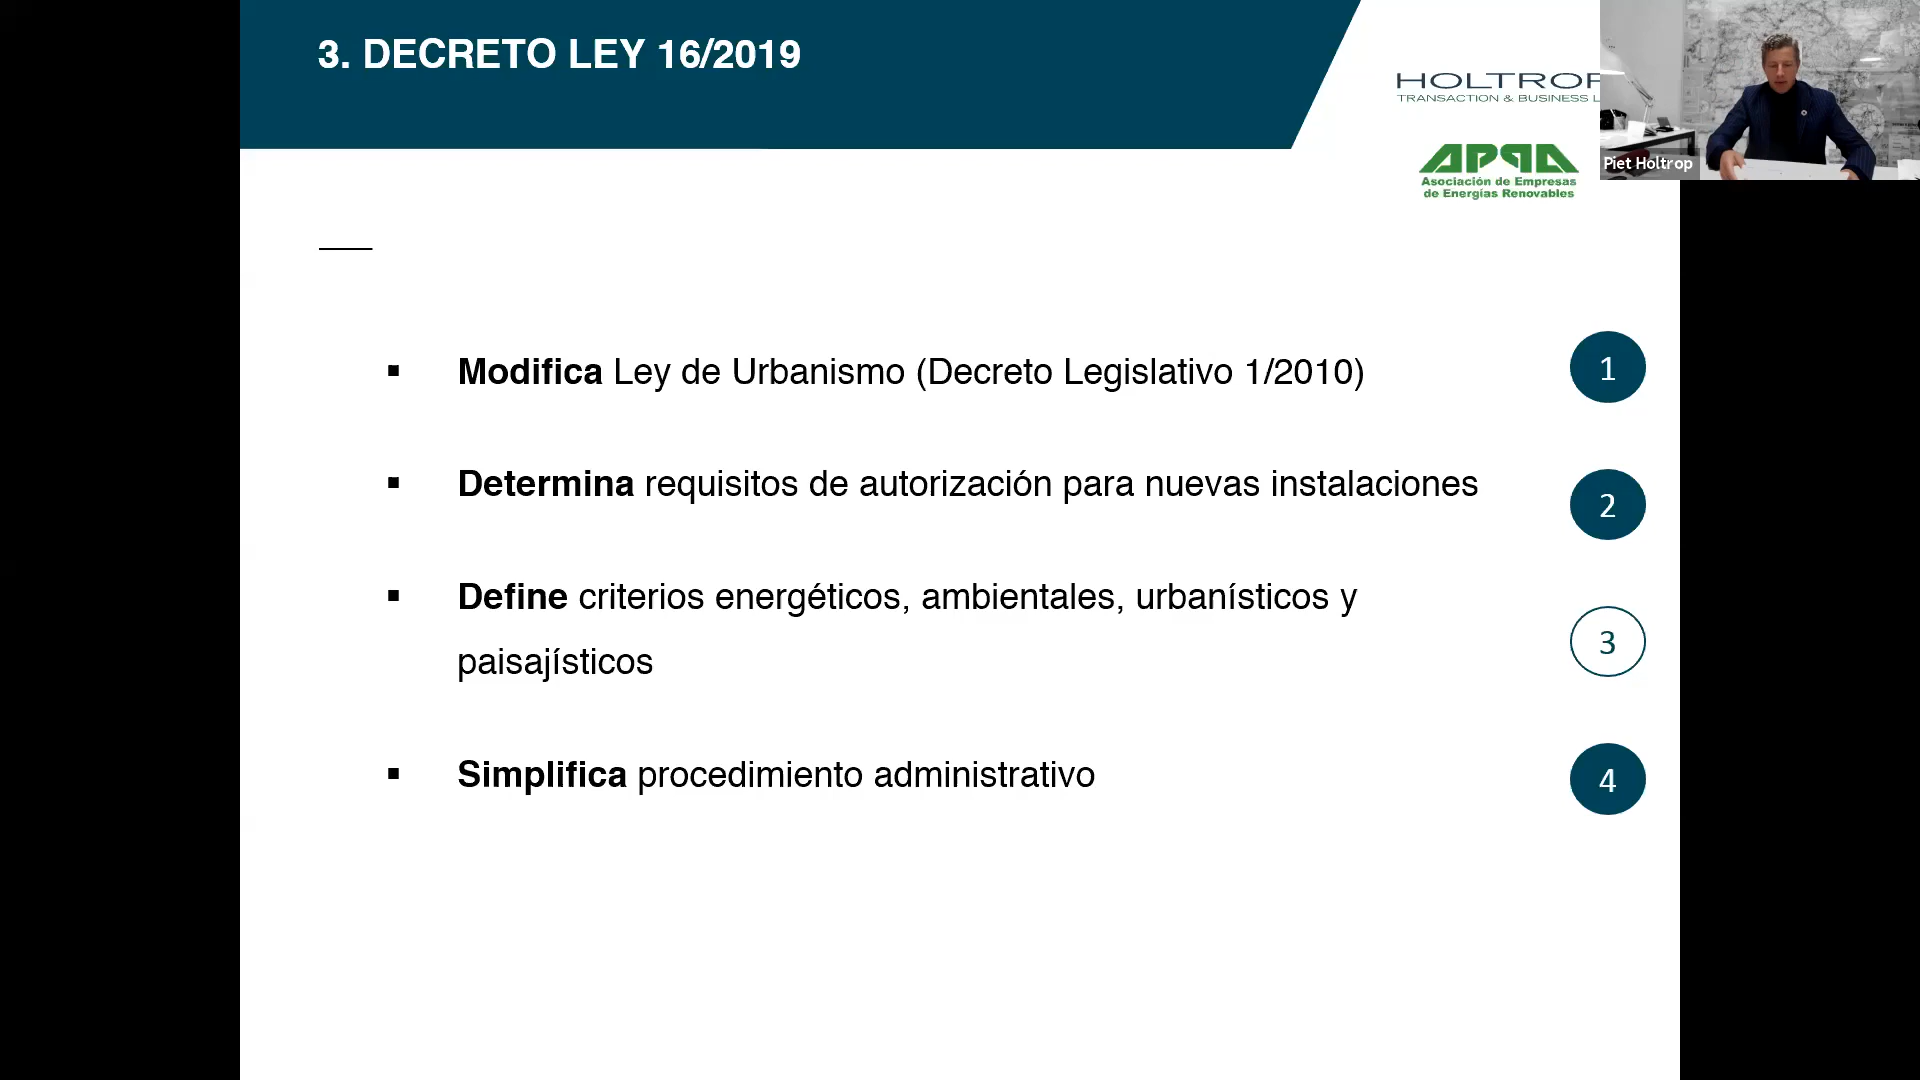 3. DECRETO LEY 16/2019
HOLTROP
TRANSACTION & BUSINESS L
APPA
Asociación de Empresas
de Energías Renovables
Piet Holtrop
▪ Modifica Ley de Urbanismo (Decreto Legislativo 1/2010)
1
▪ Determina requisitos de autorización para nuevas instalaciones
2
▪ Define criterios energéticos, ambientales, urbanísticos y
paisajísticos
3
▪ Simplifica procedimiento administrativo
4